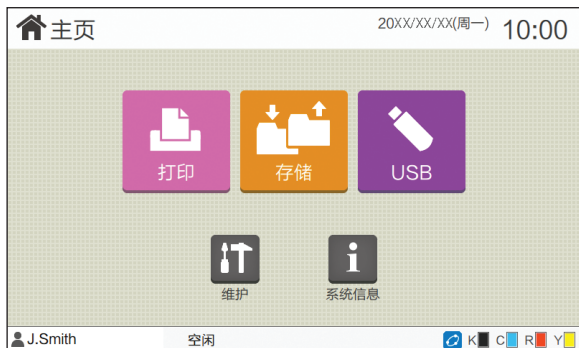 主页 20XX/XX/XX(周一) 10:00
打印 存储 USB
维护 系统信息
J.Smith 空闲 K C R Y